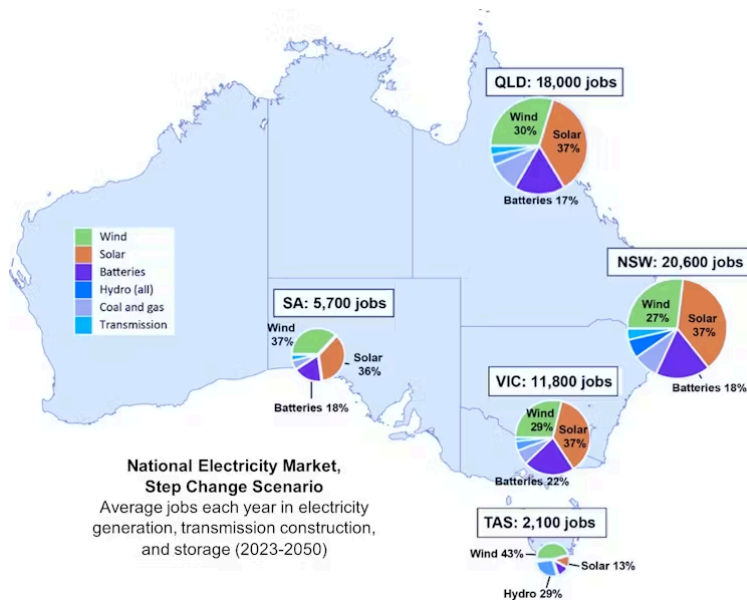 QLD: 18,000 jobs
Wind
30%
Solar
37%
Batteries 17%
Wind
Solar
Batteries
Hydro (all)
Coal and gas
Transmission
NSW: 20,600 jobs
Wind
27%
Solar
37%
Batteries 18%
SA: 5,700 jobs
Wind
37%
Solar
36%
Batteries 18%
VIC: 11,800 jobs
Wind
29%
Solar
37%
Batteries 22%
National Electricity Market,
Step Change Scenario
Average jobs each year in electricity
generation, transmission construction,
and storage (2023-2050)
TAS: 2,100 jobs
Wind 43%
Solar 13%
Hydro 29%